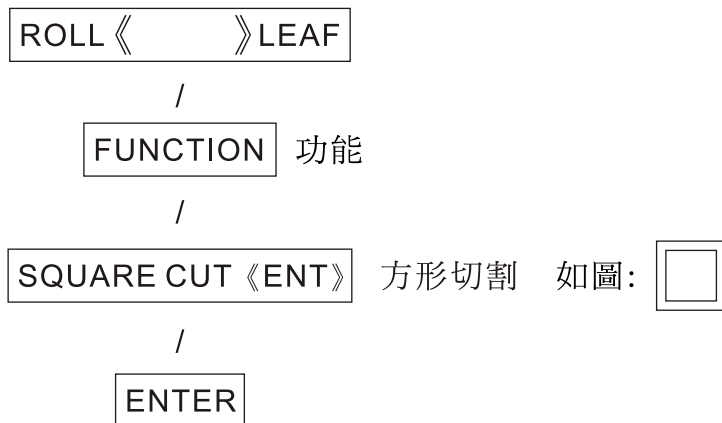 ROLL《 》LEAF
/
FUNCTION 功能
/
SQUARE CUT《ENT》 方形切割 如圖:
/
ENTER